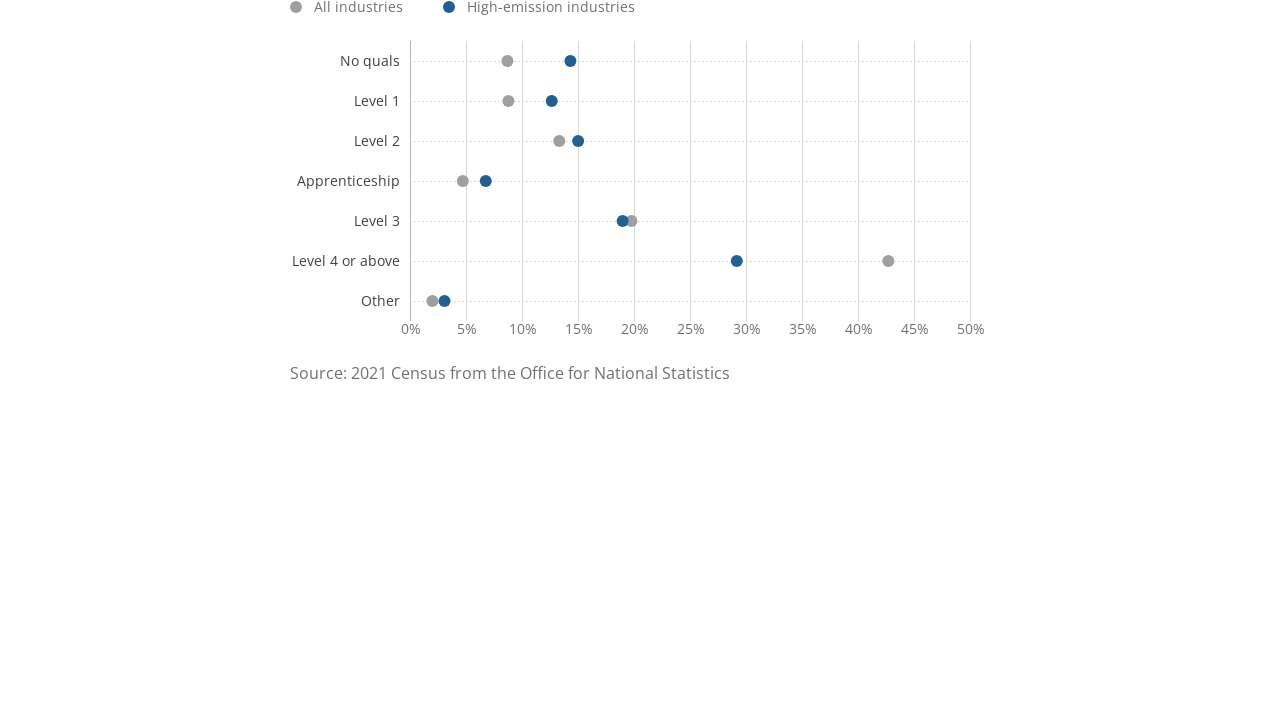 All industries High-emission industries
No quals
Level 1
Level 2
Apprenticeship
Level 3
Level 4 or above
Other
0% 5% 10% 15% 20% 25% 30% 35% 40% 45% 50%
Source: 2021 Census from the Office for National Statistics